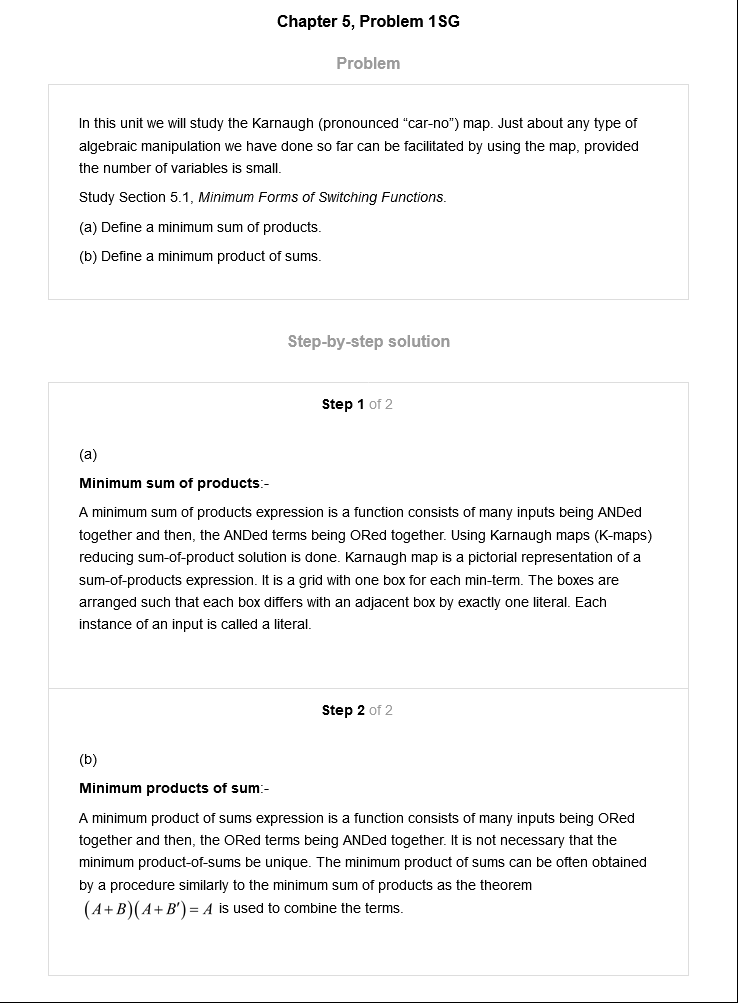 Chapter 5, Problem 1SG
Problem
In this unit we will study the Karnaugh (pronounced “car-no”) map. Just about any type of
algebraic manipulation we have done so far can be facilitated by using the map, provided
the number of variables is small.
Study Section 5.1, Minimum Forms of Switching Functions.
(a) Define a minimum sum of products.
(b) Define a minimum product of sums.
Step-by-step solution
Step 1 of 2
(a)
Minimum sum of products:-
A minimum sum of products expression is a function consists of many inputs being ANDed
together and then, the ANDed terms being ORed together. Using Karnaugh maps (K-maps)
reducing sum-of-product solution is done. Karnaugh map is a pictorial representation of a
sum-of-products expression. It is a grid with one box for each min-term. The boxes are
arranged such that each box differs with an adjacent box by exactly one literal. Each
instance of an input is called a literal.
Step 2 of 2
(b)
Minimum products of sum:-
A minimum product of sums expression is a function consists of many inputs being ORed
together and then, the ORed terms being ANDed together. It is not necessary that the
minimum product-of-sums be unique. The minimum product of sums can be often obtained
by a procedure similarly to the minimum sum of products as the theorem
(A+B)(A+B′)=A is used to combine the terms.